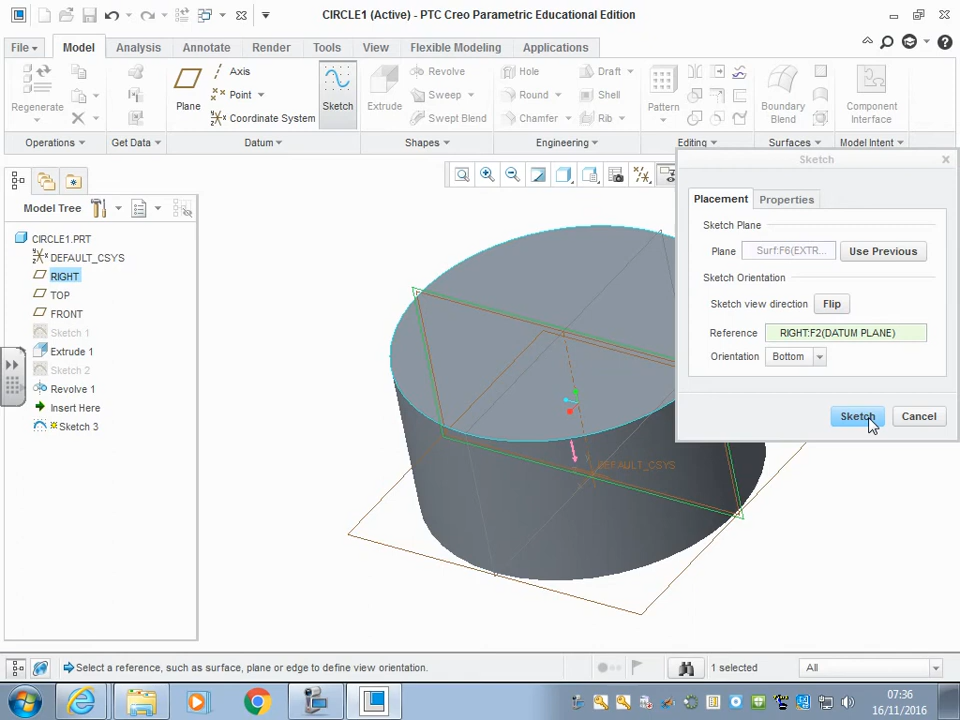 CIRCLE1 (Active) - PTC Creo Parametric Educational Edition
File Model Analysis Annotate Render Tools View Flexible Modeling Applications
Regenerate
Operations
Get Data
Plane
Axis
Point
Coordinate System
Datum
Sketch
Extrude
Revolve
Sweep
Swept Blend
Shapes
Hole
Round
Chamfer
Draft
Shell
Rib
Engineering
Pattern
Editing
Boundary
Blend
Surfaces
Component
Interface
Model Intent
Model Tree
CIRCLE1.PRT
DEFAULT_CSYS
RIGHT
TOP
FRONT
Sketch 1
Extrude 1
Sketch 2
Revolve 1
Insert Here
Sketch 3
DEFAULT_CSYS
Sketch
Placement Properties
Sketch Plane
Plane Surf:F6(EXTR... Use Previous
Sketch Orientation
Sketch view direction Flip
Reference RIGHT:F2(DATUM PLANE)
Orientation Bottom
Sketch Cancel
Select a reference, such as surface, plane or edge to define view orientation.
1 selected
All
07:36
16/11/2016